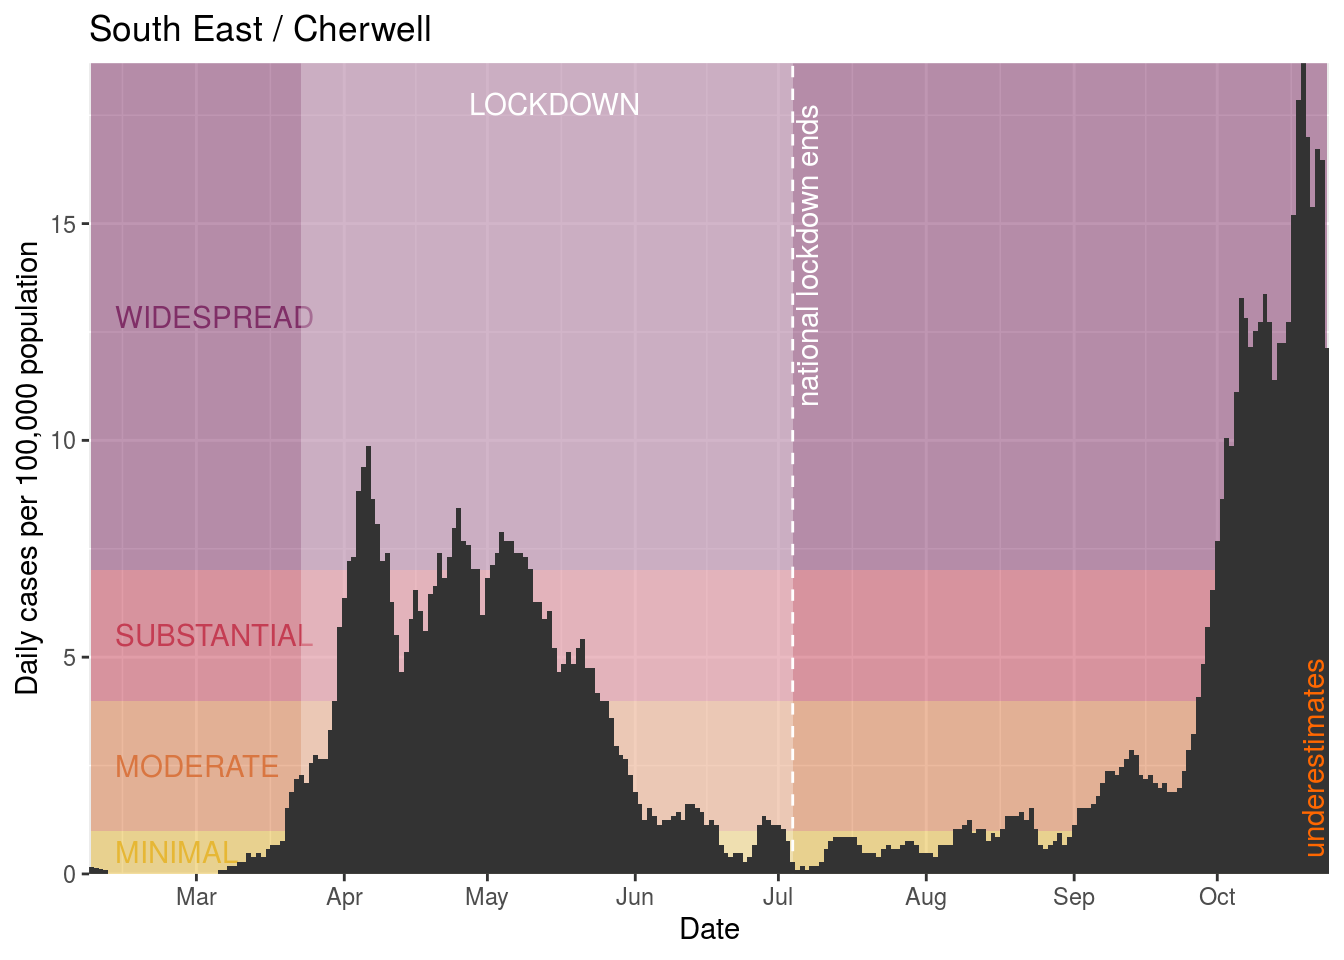 South East / Cherwell
LOCKDOWN
national lockdown ends
WIDESPREAD
SUBSTANTIAL
MODERATE
MINIMAL
underestimates
Daily cases per 100,000 population
15
10
5
0
Mar Apr May Jun Jul Aug Sep Oct
Date